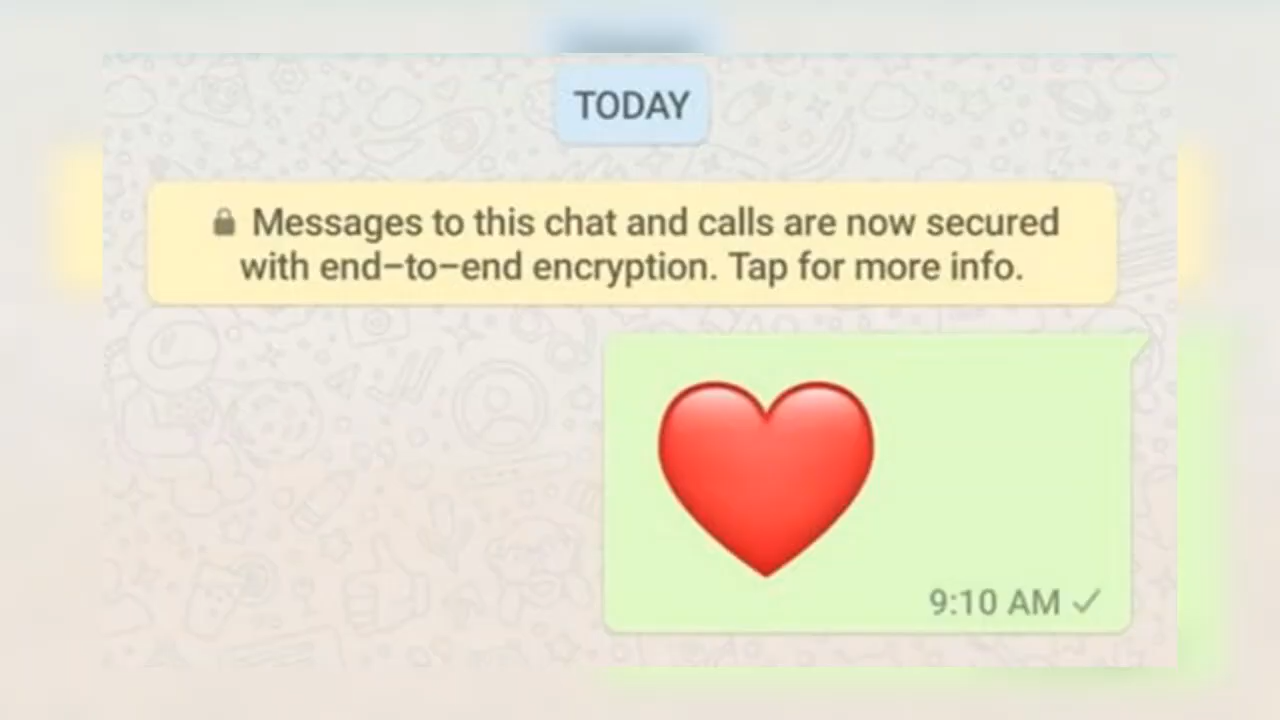 TODAY
🔒 Messages to this chat and calls are now secured
with end-to-end encryption. Tap for more info.
❤️
9:10 AM ✓